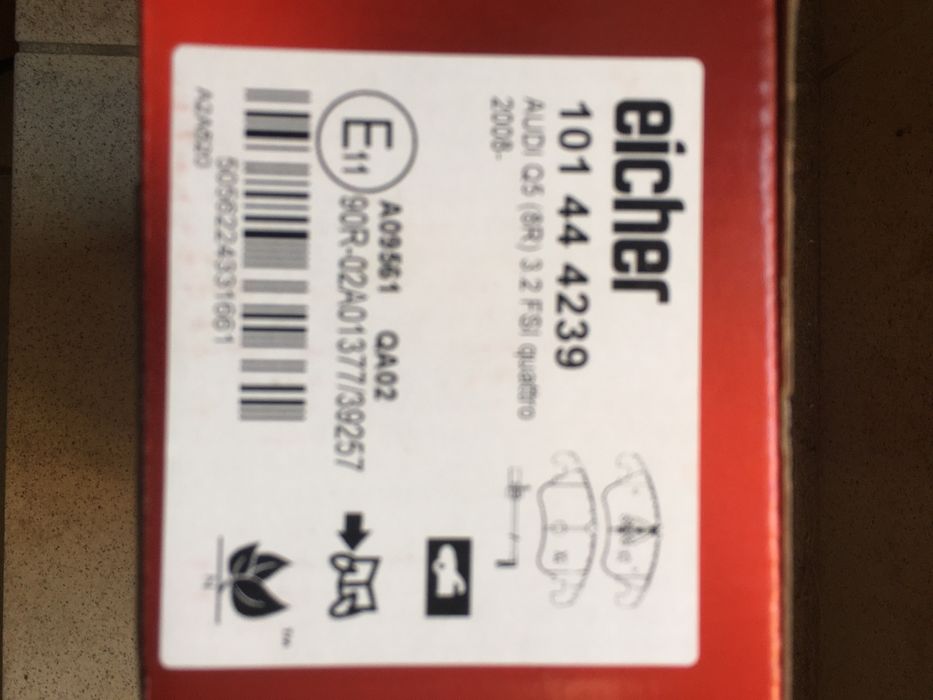 eicher
101 44 4239
AUDI Q5 (8R) 3.2 FSI quattro
2008-
A09561 QA02
E11 90R-02A01377/39257
5056224331661